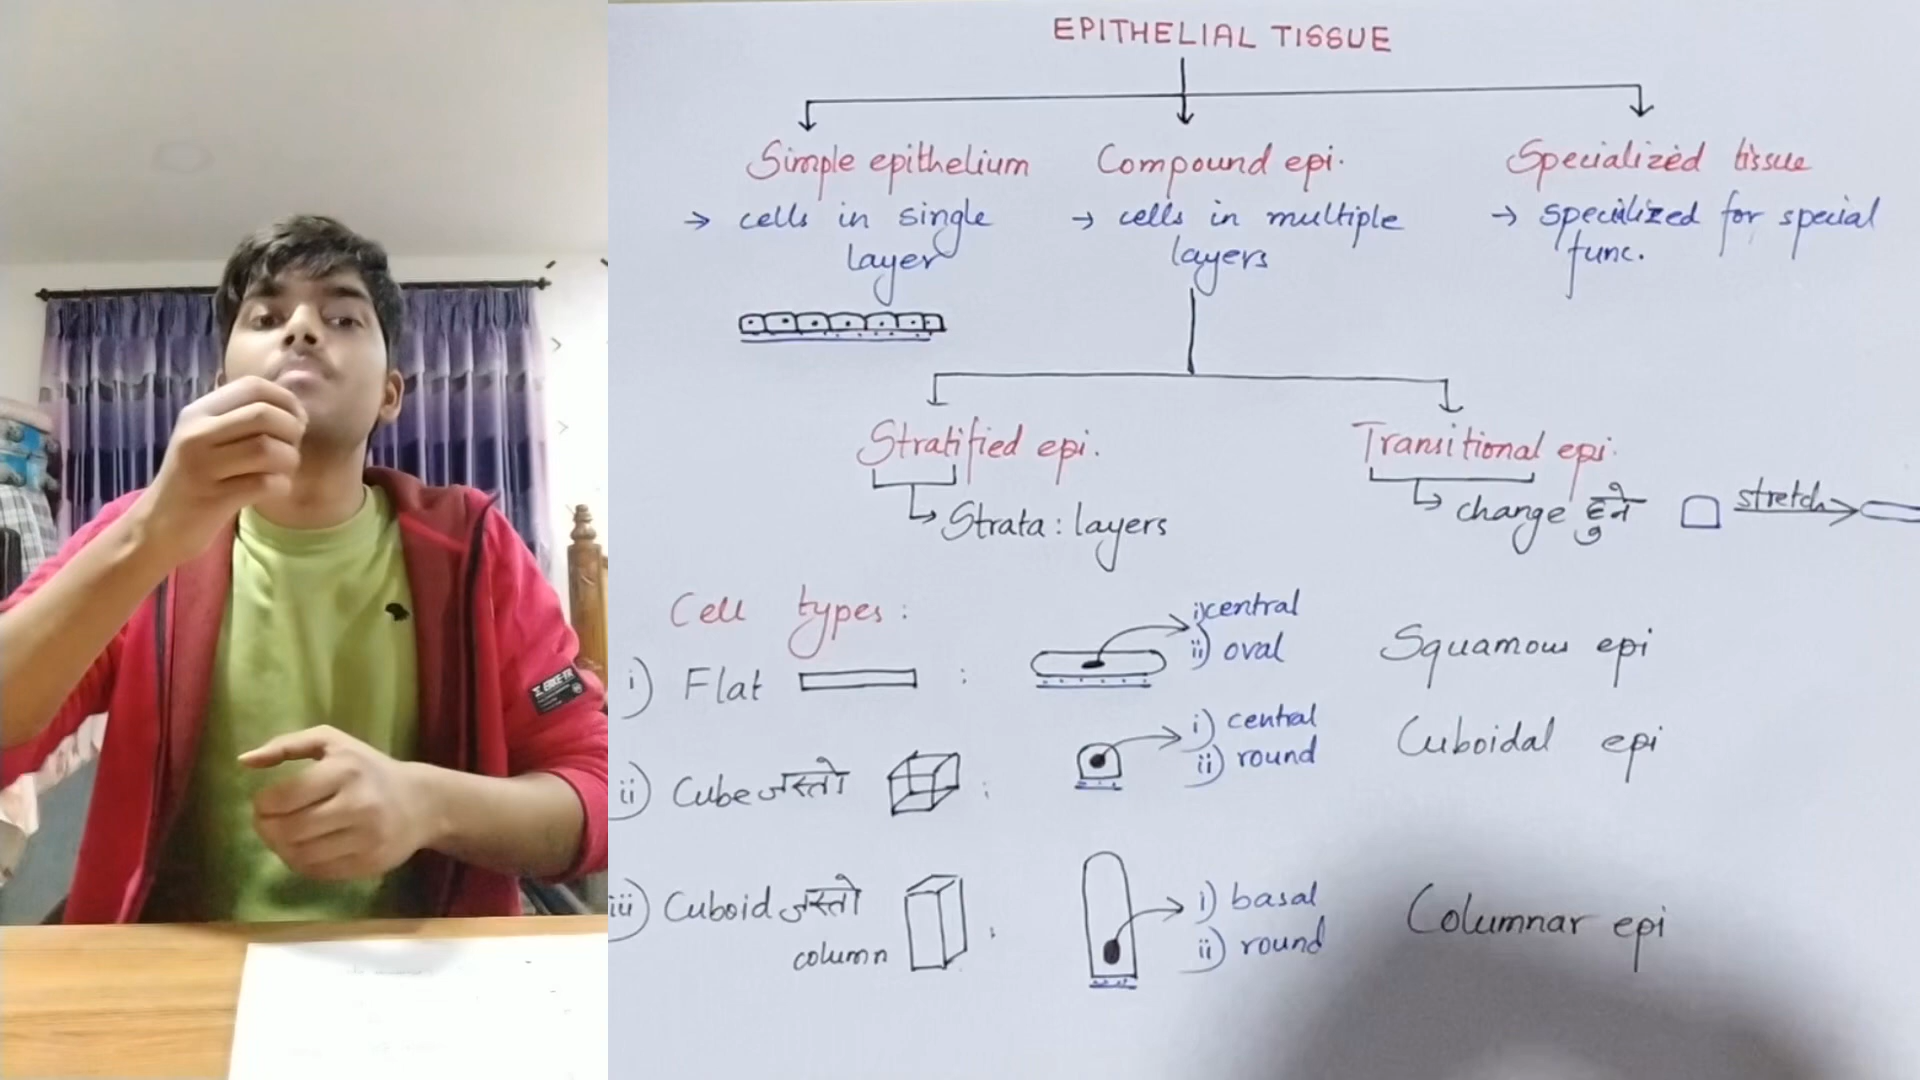 EPITHELIAL TISSUE
Simple epithelium
→ cells in single
layer
Compound epi.
→ cells in multiple
layers
Specialized tissue
→ specialized for special
func.
Stratified epi.
Strata : layers
Transitional epi.
change हुने
stretch
Cell types :
i) Flat :
i) central
ii) oval
Squamous epi
ii) Cube जस्तो :
i) central
ii) round
Cuboidal epi
iii) Cuboid जस्तो
column :
i) basal
ii) round
Columnar epi